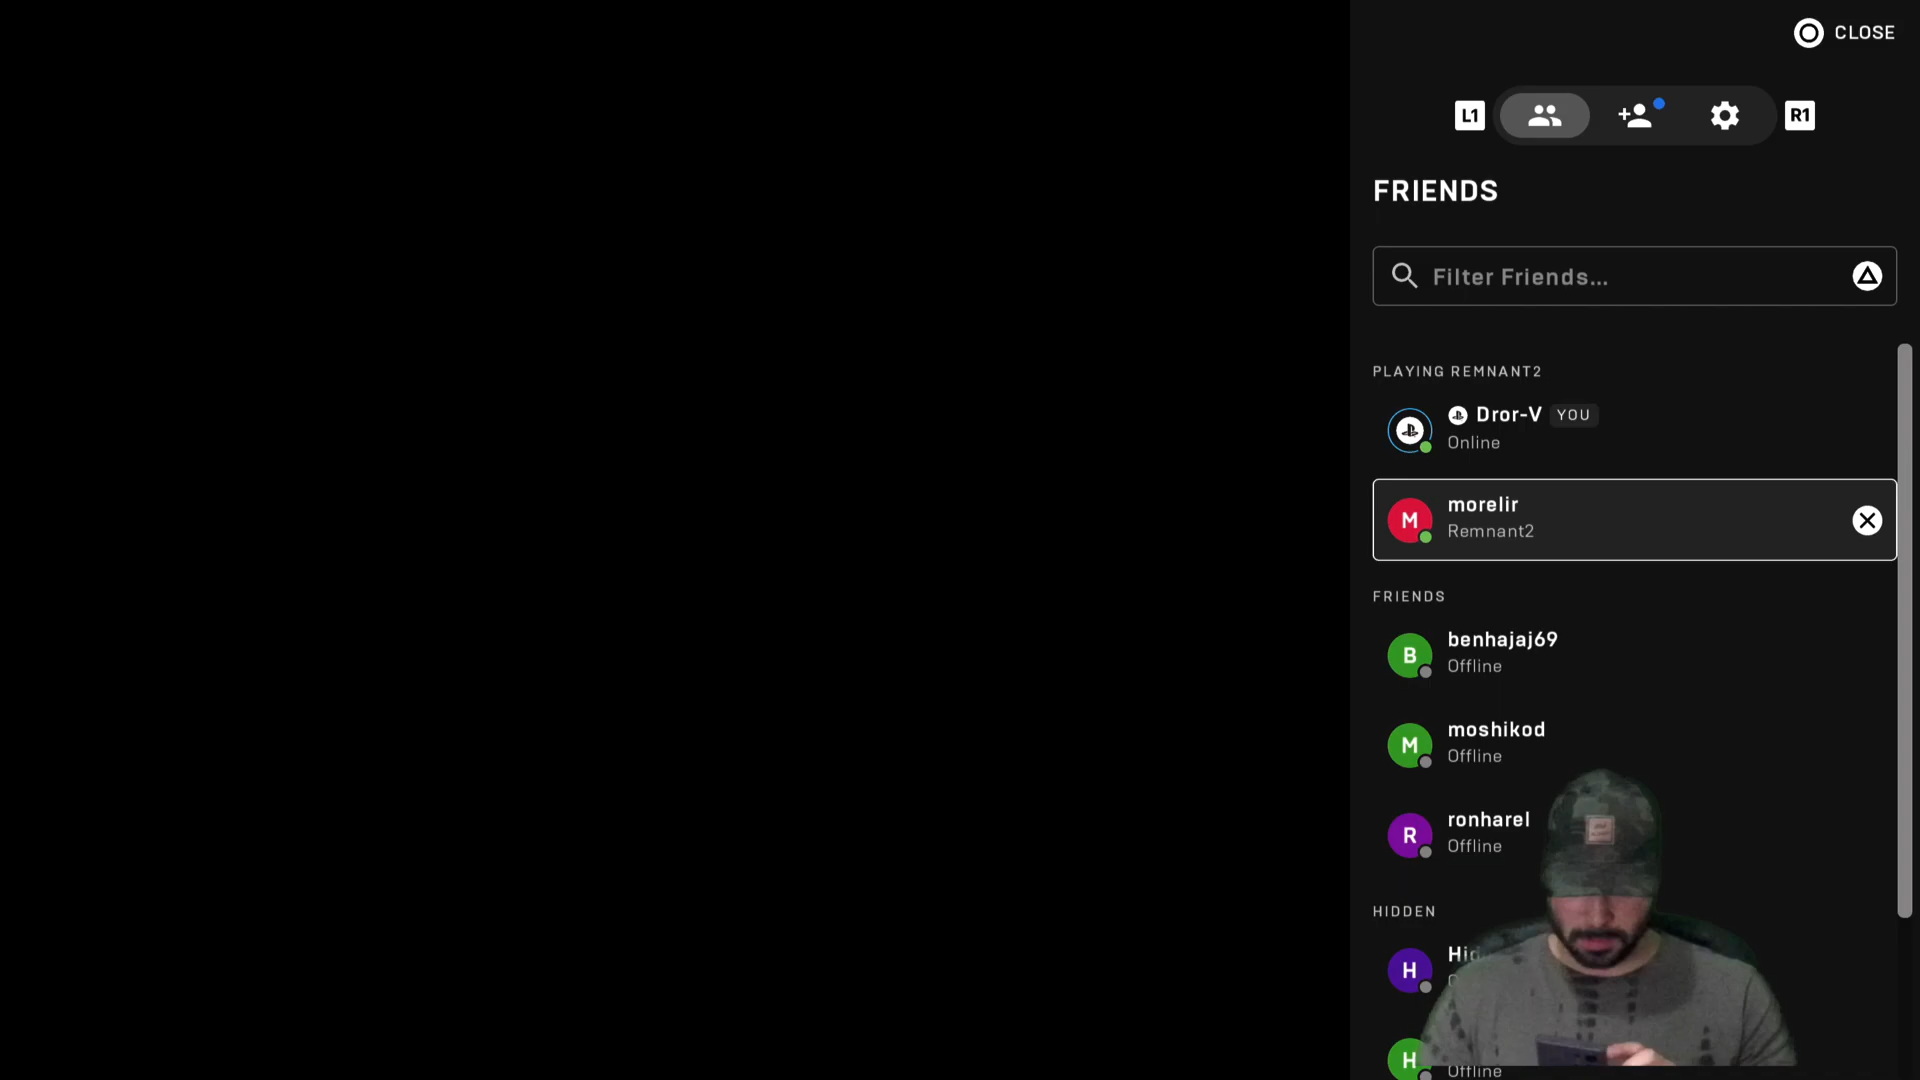 CLOSE
L1
R1
FRIENDS
Filter Friends...
PLAYING REMNANT2
Dror-V YOU
Online
M
morelir
Remnant2
FRIENDS
B
benhajaj69
Offline
M
moshikod
Offline
R
ronharel
Offline
HIDDEN
H
H
Offline